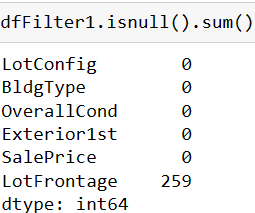 dfFilter1.isnull().sum()
LotConfig 0
BldgType 0
OverallCond 0
Exterior1st 0
SalePrice 0
LotFrontage 259
dtype: int64